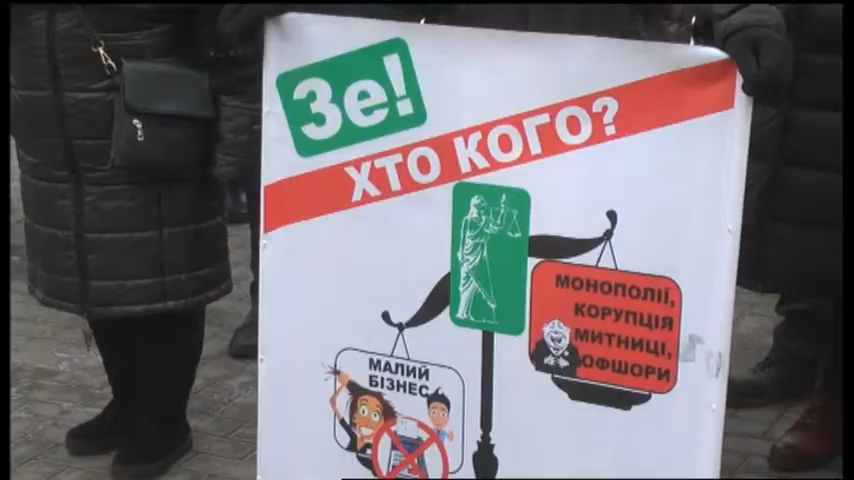 Зе!
ХТО КОГО?
МОНОПОЛІЇ,
КОРУПЦІЯ
МИТНИЦІ,
ОФШОРИ
МАЛИЙ
БІЗНЕС